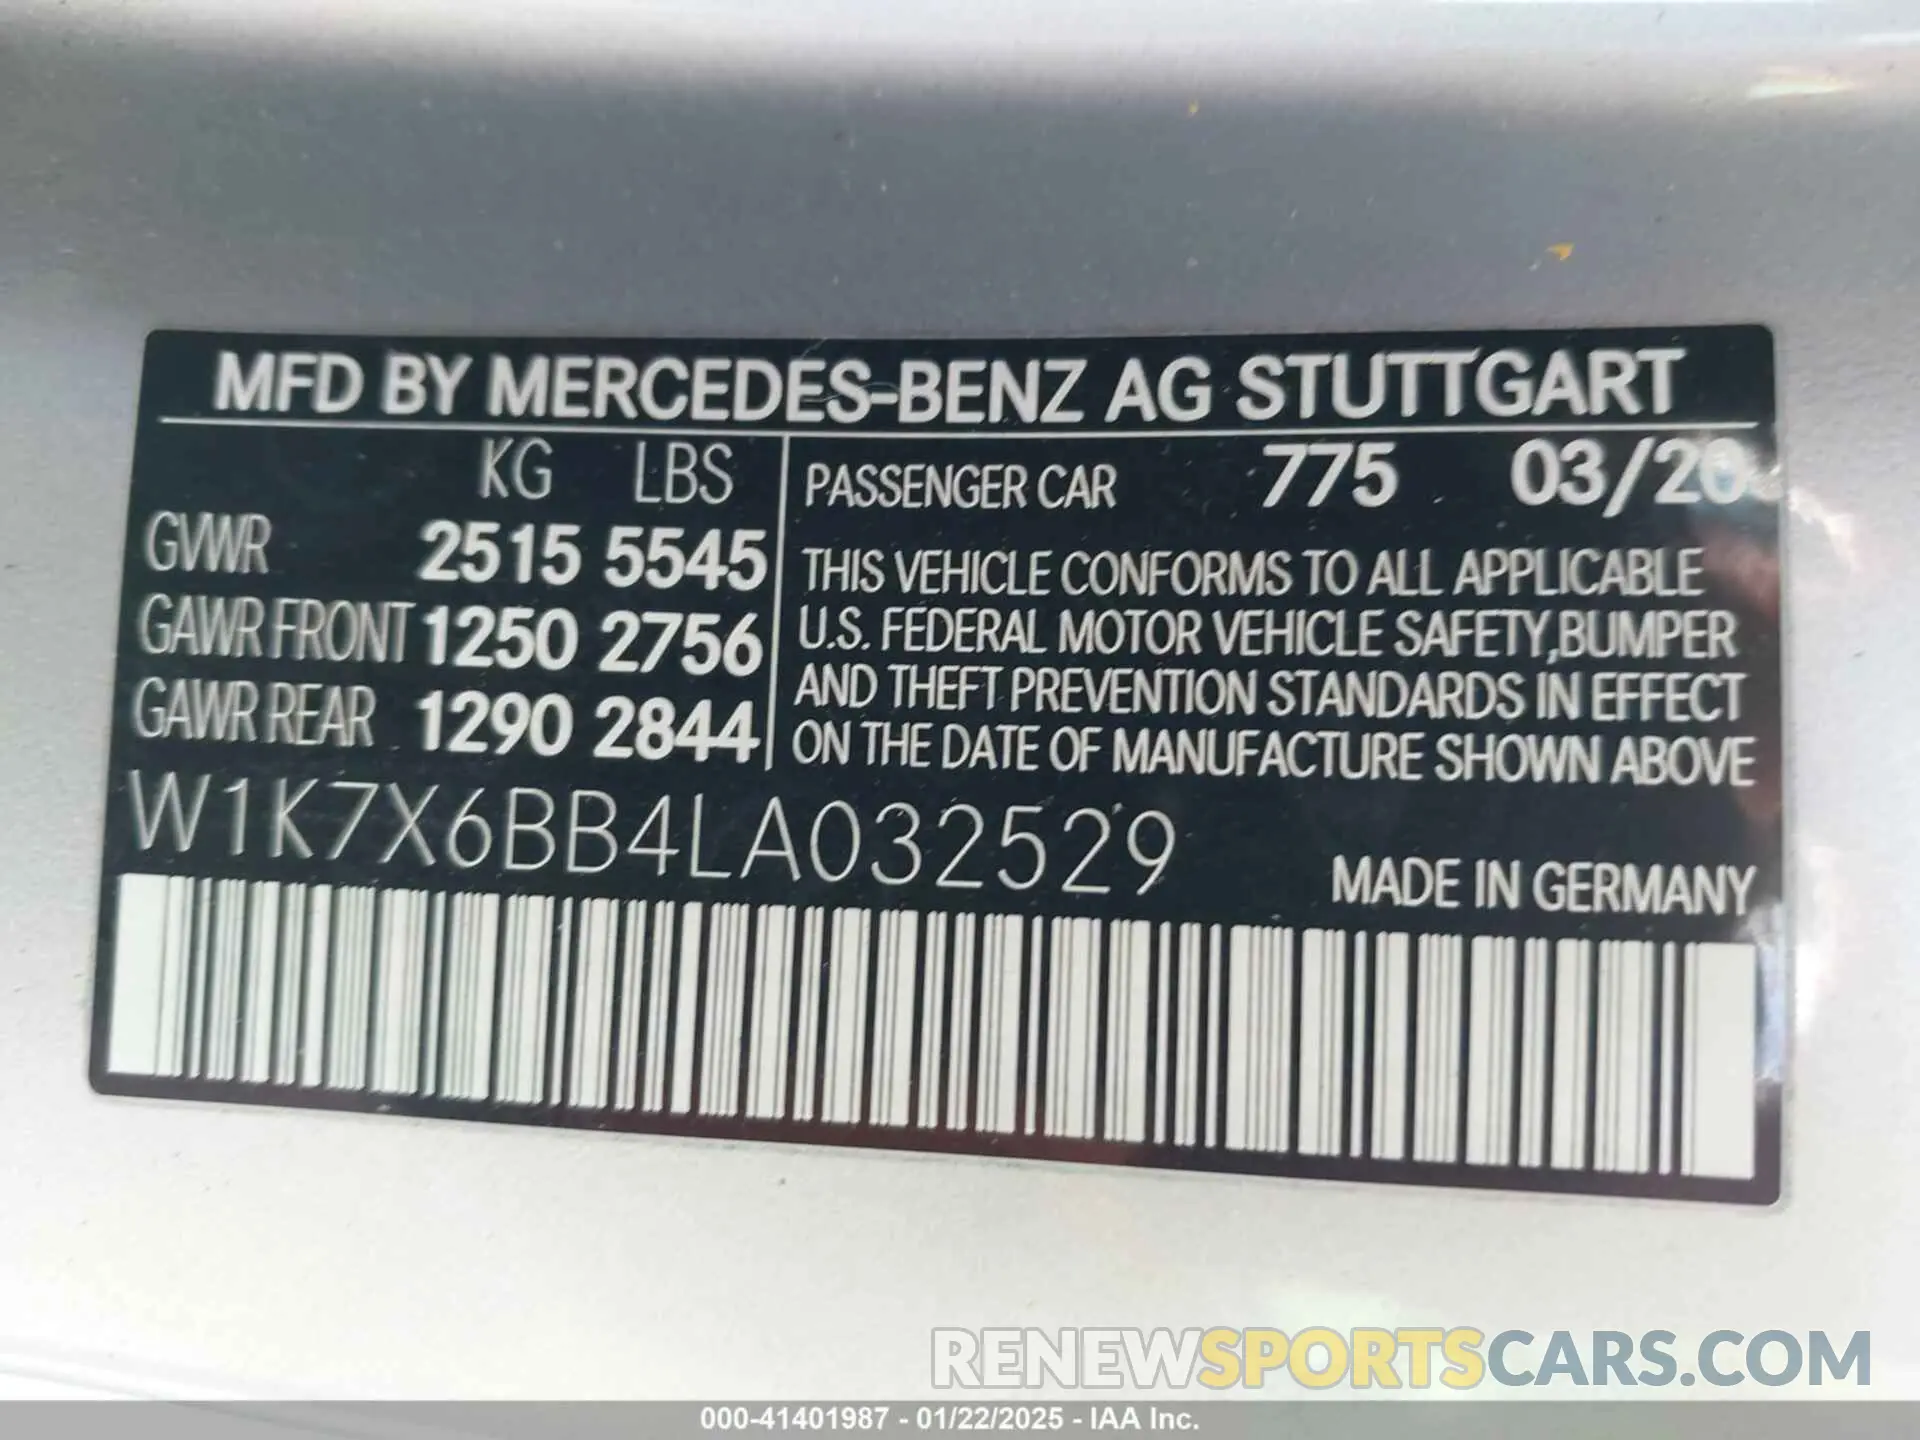 MFD BY MERCEDES-BENZ AG STUTTGART
KG LBS
GVWR 2515 5545
GAWR FRONT 1250 2756
GAWR REAR 1290 2844
PASSENGER CAR 775 03/20
THIS VEHICLE CONFORMS TO ALL APPLICABLE
U.S. FEDERAL MOTOR VEHICLE SAFETY,BUMPER
AND THEFT PREVENTION STANDARDS IN EFFECT
ON THE DATE OF MANUFACTURE SHOWN ABOVE
W1K7X6BB4LA032529
MADE IN GERMANY
RENEWSPORTSCARS.COM
000-41401987 - 01/22/2025 - IAA Inc.